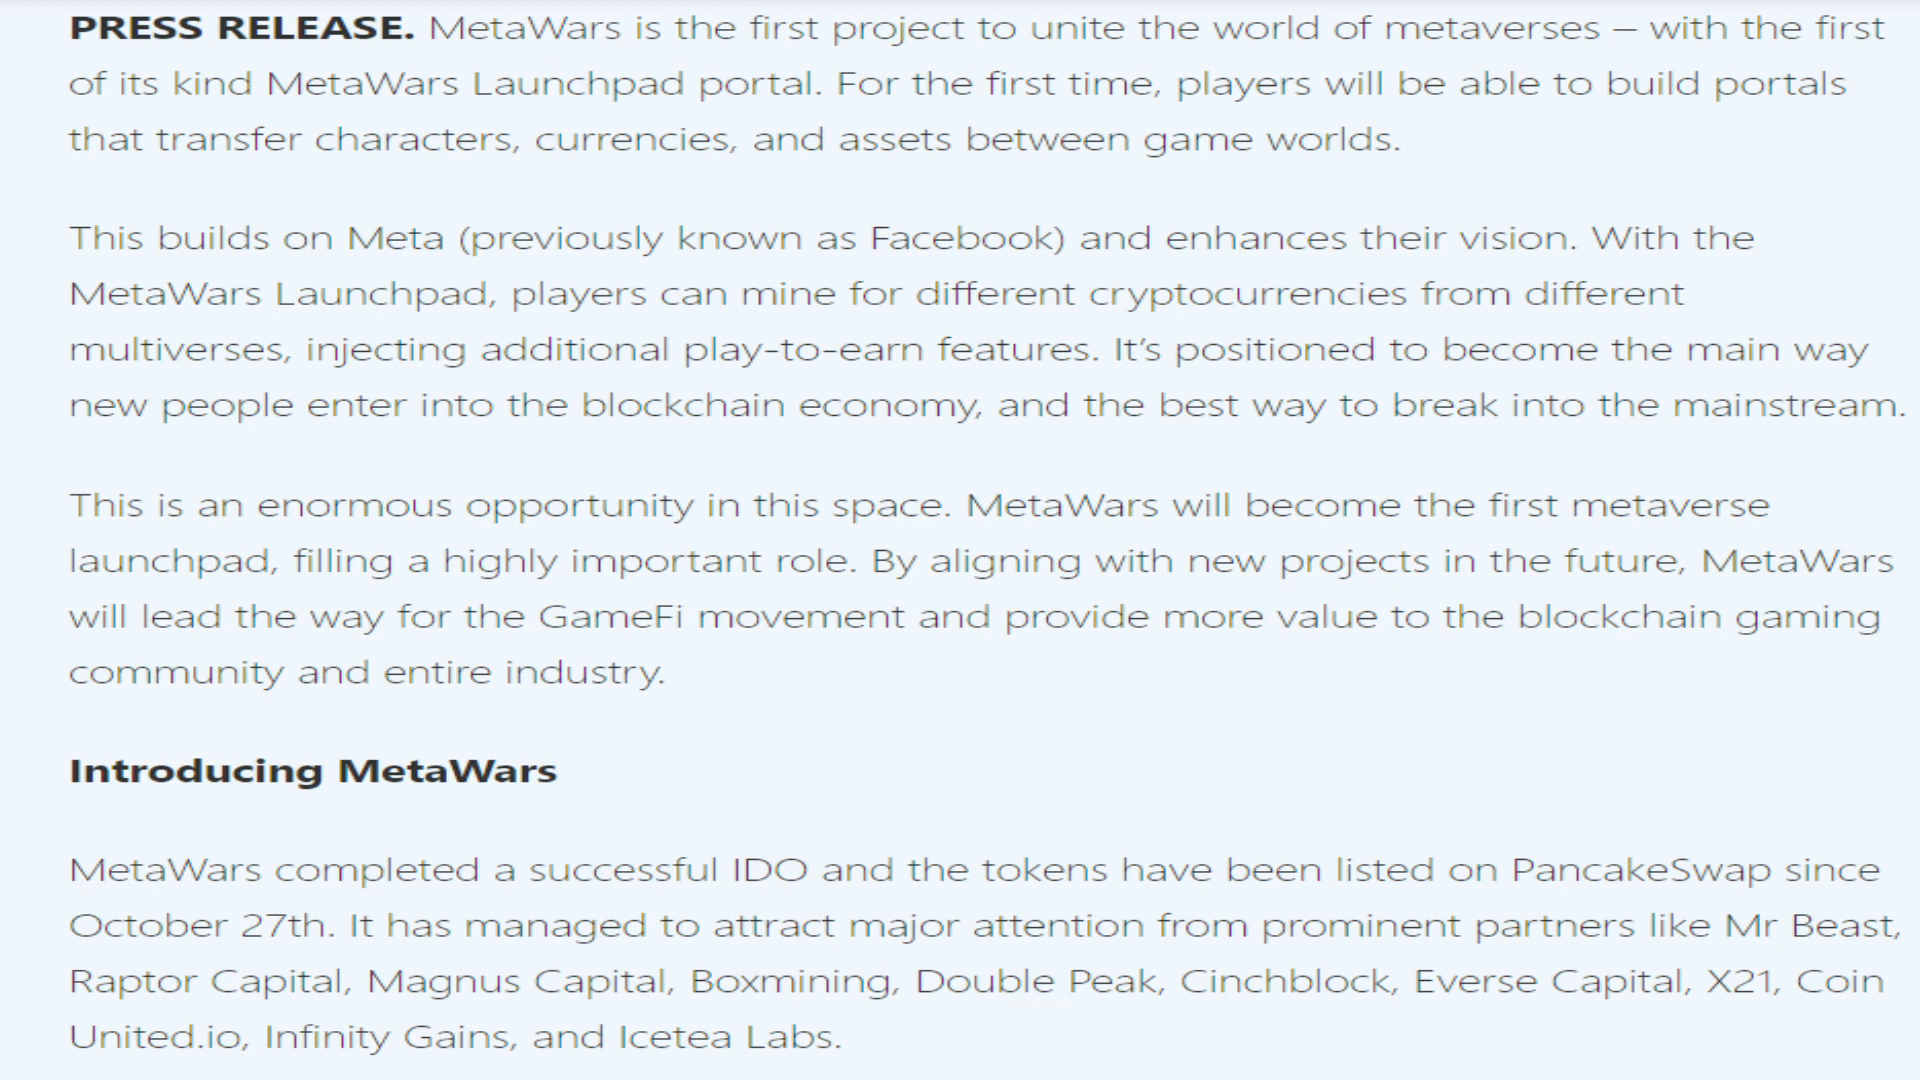 PRESS RELEASE. MetaWars is the first project to unite the world of metaverses – with the first
of its kind MetaWars Launchpad portal. For the first time, players will be able to build portals
that transfer characters, currencies, and assets between game worlds.
This builds on Meta (previously known as Facebook) and enhances their vision. With the
MetaWars Launchpad, players can mine for different cryptocurrencies from different
multiverses, injecting additional play-to-earn features. It’s positioned to become the main way
new people enter into the blockchain economy, and the best way to break into the mainstream.
This is an enormous opportunity in this space. MetaWars will become the first metaverse
launchpad, filling a highly important role. By aligning with new projects in the future, MetaWars
will lead the way for the GameFi movement and provide more value to the blockchain gaming
community and entire industry.
Introducing MetaWars
MetaWars completed a successful IDO and the tokens have been listed on PancakeSwap since
October 27th. It has managed to attract major attention from prominent partners like Mr Beast,
Raptor Capital, Magnus Capital, Boxmining, Double Peak, Cinchblock, Everse Capital, X21, Coin
United.io, Infinity Gains, and Icetea Labs.